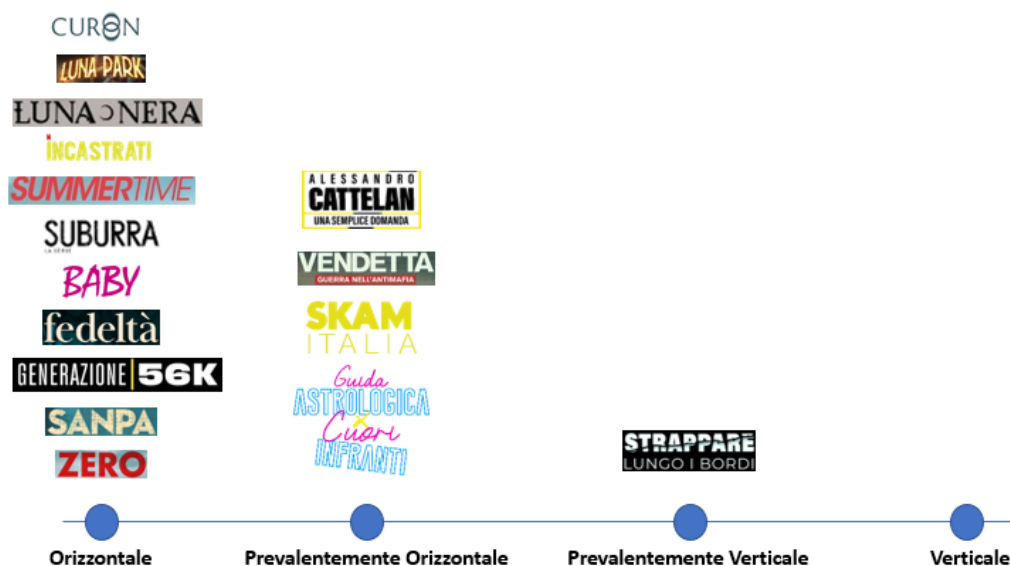 CURON
LUNA PARK
LUNA NERA
INCASTRATI
SUMMERTIME
SUBURRA
LA SERIE
BABY
fedeltà
GENERAZIONE 56K
SANPA
ZERO
ALESSANDRO
CATTELAN
UNA SEMPLICE DOMANDA
VENDETTA
GUERRA NELL'ANTIMAFIA
SKAM
ITALIA
Guida
ASTROLOGICA
x
Cuori
INFRANTI
STRAPPARE
LUNGO I BORDI
Orizzontale
Prevalentemente Orizzontale
Prevalentemente Verticale
Verticale